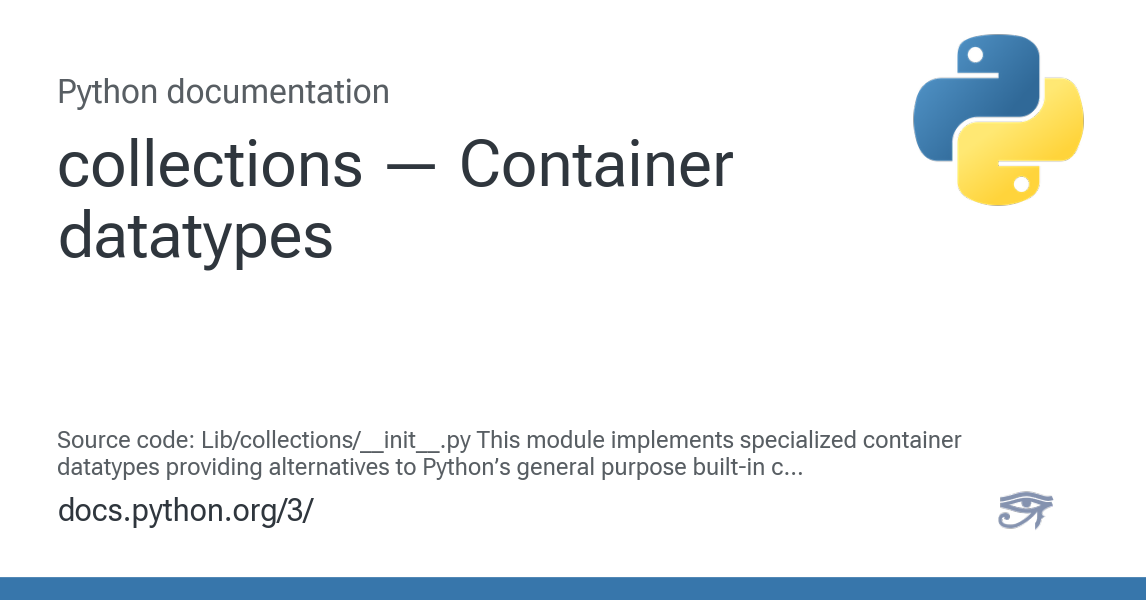 Python documentation
collections — Container
datatypes
Source code: Lib/collections/__init__.py This module implements specialized container
datatypes providing alternatives to Python’s general purpose built-in c...
docs.python.org/3/